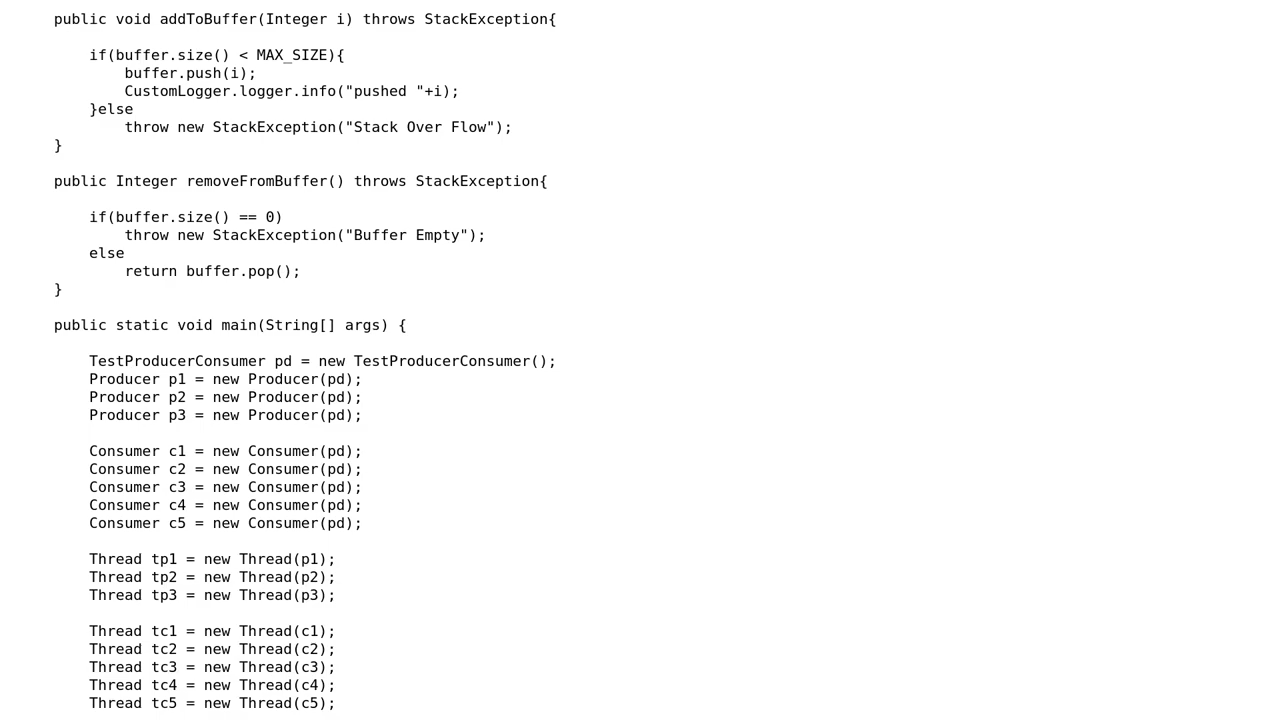 public void addToBuffer(Integer i) throws StackException{
if(buffer.size() < MAX_SIZE){
buffer.push(i);
CustomLogger.logger.info("pushed "+i);
}else
throw new StackException("Stack Over Flow");
}
public Integer removeFromBuffer() throws StackException{
if(buffer.size() == 0)
throw new StackException("Buffer Empty");
else
return buffer.pop();
}
public static void main(String[] args) {
TestProducerConsumer pd = new TestProducerConsumer();
Producer p1 = new Producer(pd);
Producer p2 = new Producer(pd);
Producer p3 = new Producer(pd);
Consumer c1 = new Consumer(pd);
Consumer c2 = new Consumer(pd);
Consumer c3 = new Consumer(pd);
Consumer c4 = new Consumer(pd);
Consumer c5 = new Consumer(pd);
Thread tp1 = new Thread(p1);
Thread tp2 = new Thread(p2);
Thread tp3 = new Thread(p3);
Thread tc1 = new Thread(c1);
Thread tc2 = new Thread(c2);
Thread tc3 = new Thread(c3);
Thread tc4 = new Thread(c4);
Thread tc5 = new Thread(c5);